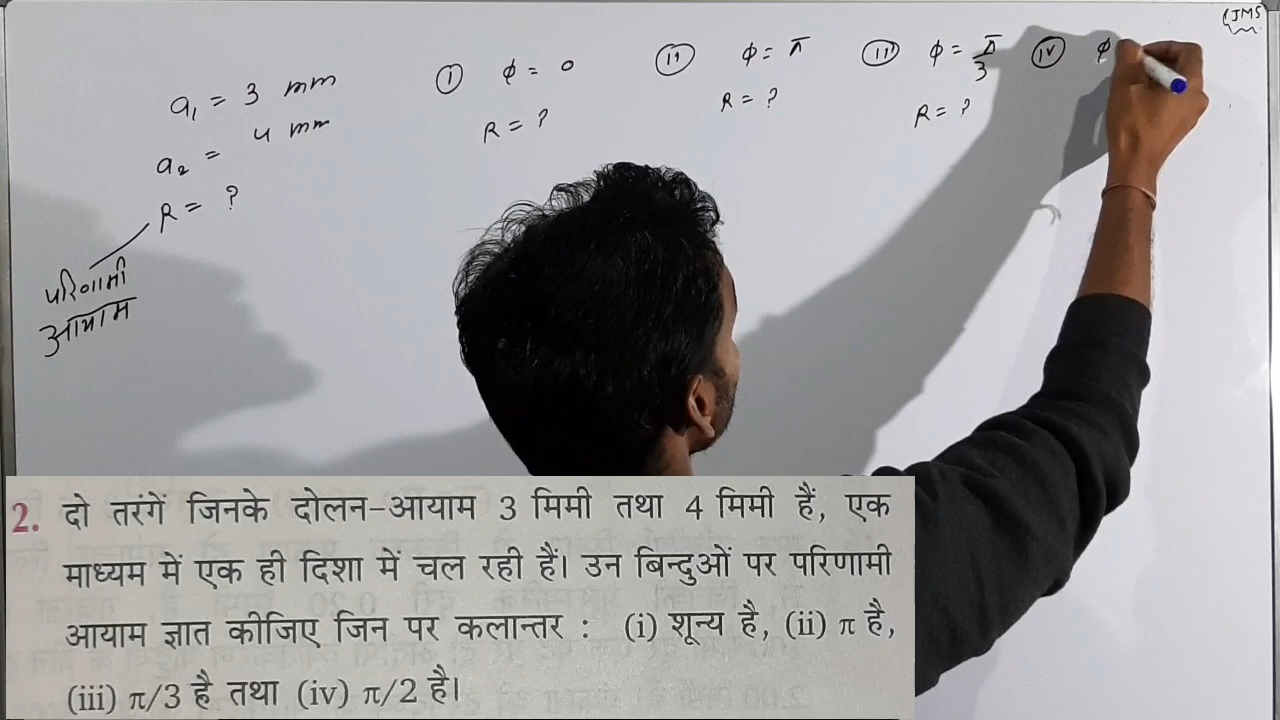 (JMS
a₁ = 3 mm
a₂ = 4 mm
R = ?
परिणामी
आयाम
(i) ϕ = 0
R = ?
(ii) ϕ = π
R = ?
(iii) ϕ = π/3
R = ?
(iv) ϕ
2. दो तरंगें जिनके दोलन-आयाम 3 मिमी तथा 4 मिमी हैं, एक
माध्यम में एक ही दिशा में चल रही हैं। उन बिन्दुओं पर परिणामी
आयाम ज्ञात कीजिए जिन पर कलान्तर : (i) शून्य है, (ii) π है,
(iii) π/3 है तथा (iv) π/2 है।